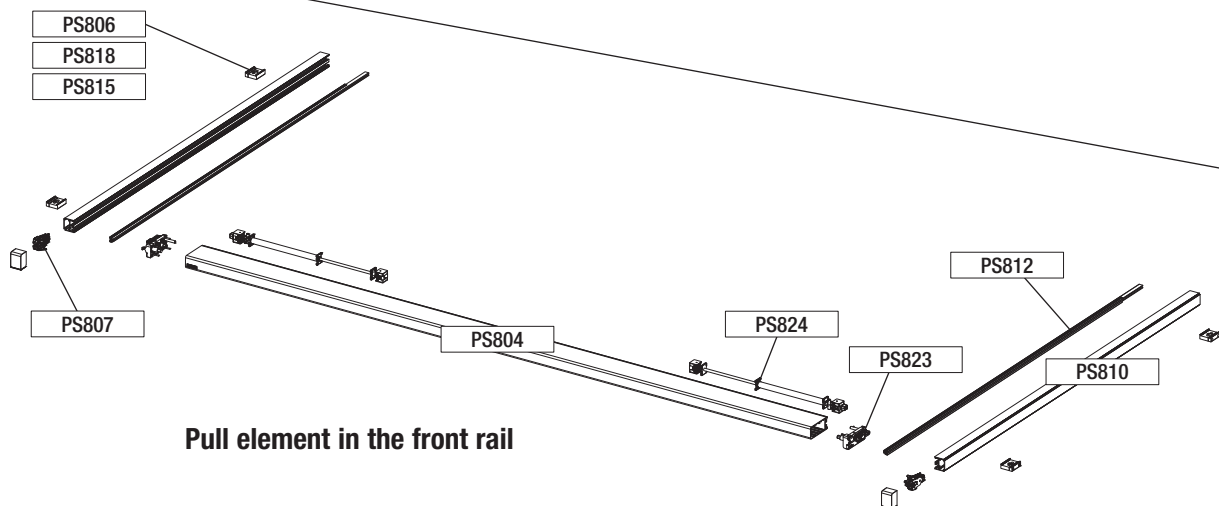 PS806
PS818
PS815
PS812
PS807
PS824
PS804
PS823
PS810
Pull element in the front rail